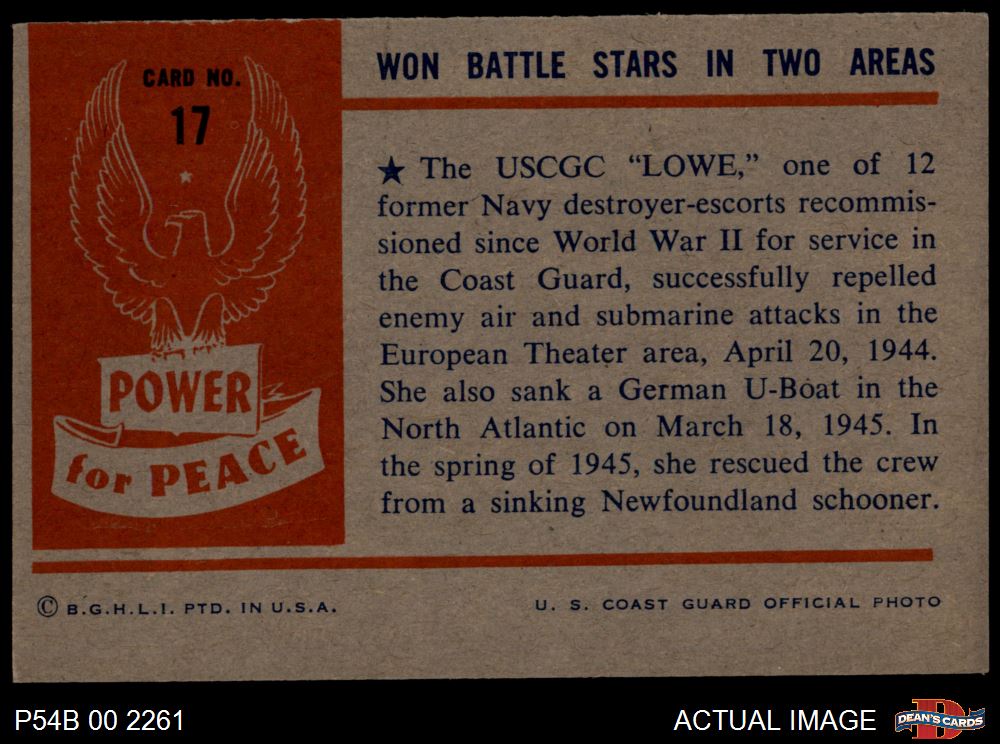 CARD NO.
17
POWER
for PEACE
WON BATTLE STARS IN TWO AREAS
★ The USCGC “LOWE,” one of 12
former Navy destroyer-escorts recommis-
sioned since World War II for service in
the Coast Guard, successfully repelled
enemy air and submarine attacks in the
European Theater area, April 20, 1944.
She also sank a German U-Boat in the
North Atlantic on March 18, 1945. In
the spring of 1945, she rescued the crew
from a sinking Newfoundland schooner.
© B.G.H.L.I. PTD. IN U.S.A.
U. S. COAST GUARD OFFICIAL PHOTO
P54B 00 2261
ACTUAL IMAGE
D
DEAN'S CARDS